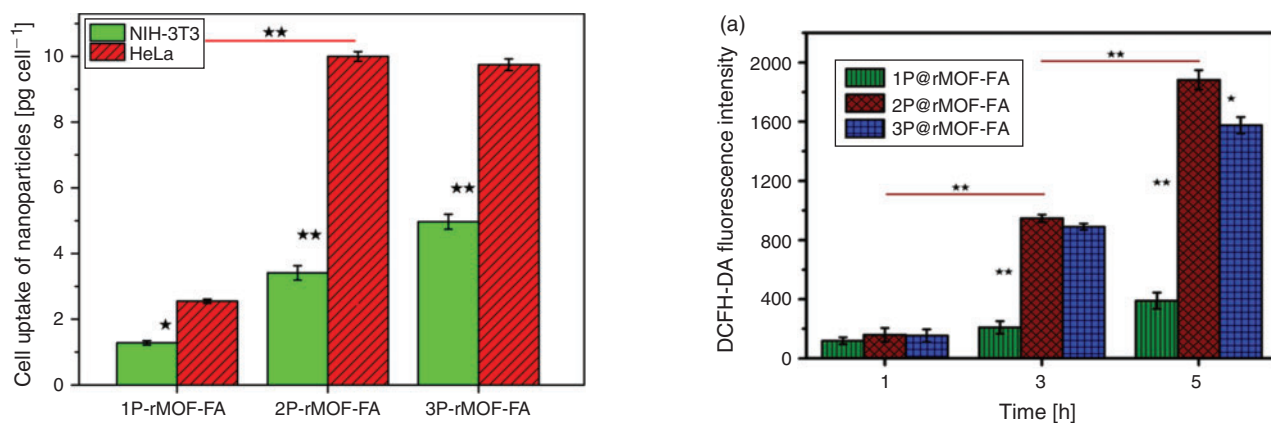 Cell uptake of nanoparticles [pg cell⁻¹]
10
8
6
4
2
0
NIH-3T3
HeLa
★★
★
★★
★★
1P-rMOF-FA 2P-rMOF-FA 3P-rMOF-FA
(a)
DCFH-DA fluorescence intensity
2000
1600
1200
800
400
0
1P@rMOF-FA
2P@rMOF-FA
3P@rMOF-FA
★★
★
★★
★★
★★
1 3 5
Time [h]